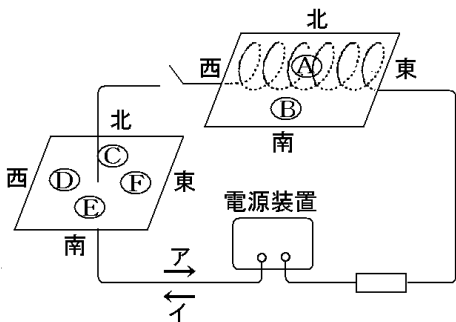 北
西
Ⓐ
東
Ⓑ
南
北
Ⓒ
西
Ⓓ
Ⓕ
東
Ⓔ
南
電源装置
ア
イ